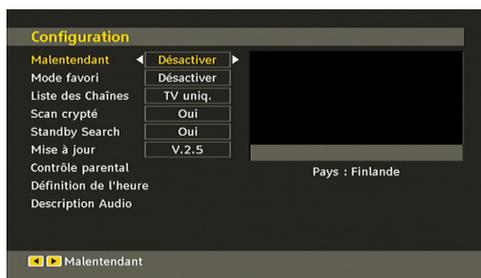 Configuration
Malentendant Désactiver
Mode favori Désactiver
Liste des Chaînes TV uniq.
Scan crypté Oui
Standby Search Oui
Mise à jour V.2.5
Contrôle parental
Définition de l'heure
Description Audio
Pays : Finlande
Malentendant